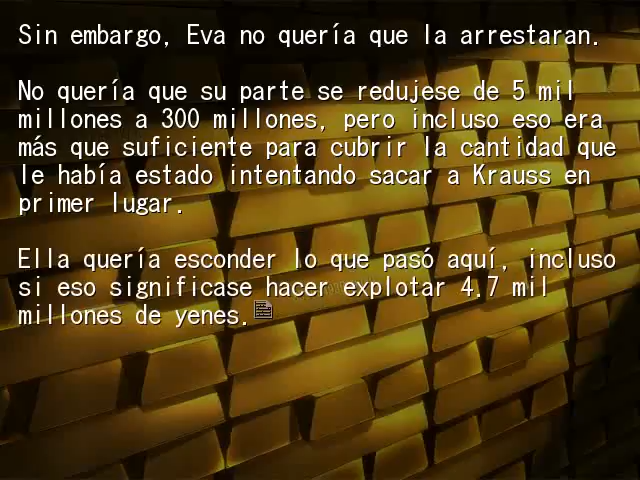 Sin embargo, Eva no quería que la arrestaran.
No quería que su parte se redujese de 5 mil
millones a 300 millones, pero incluso eso era
más que suficiente para cubrir la cantidad que
le había estado intentando sacar a Krauss en
primer lugar.
Ella quería esconder lo que pasó aquí, incluso
si eso significase hacer explotar 4.7 mil
millones de yenes.